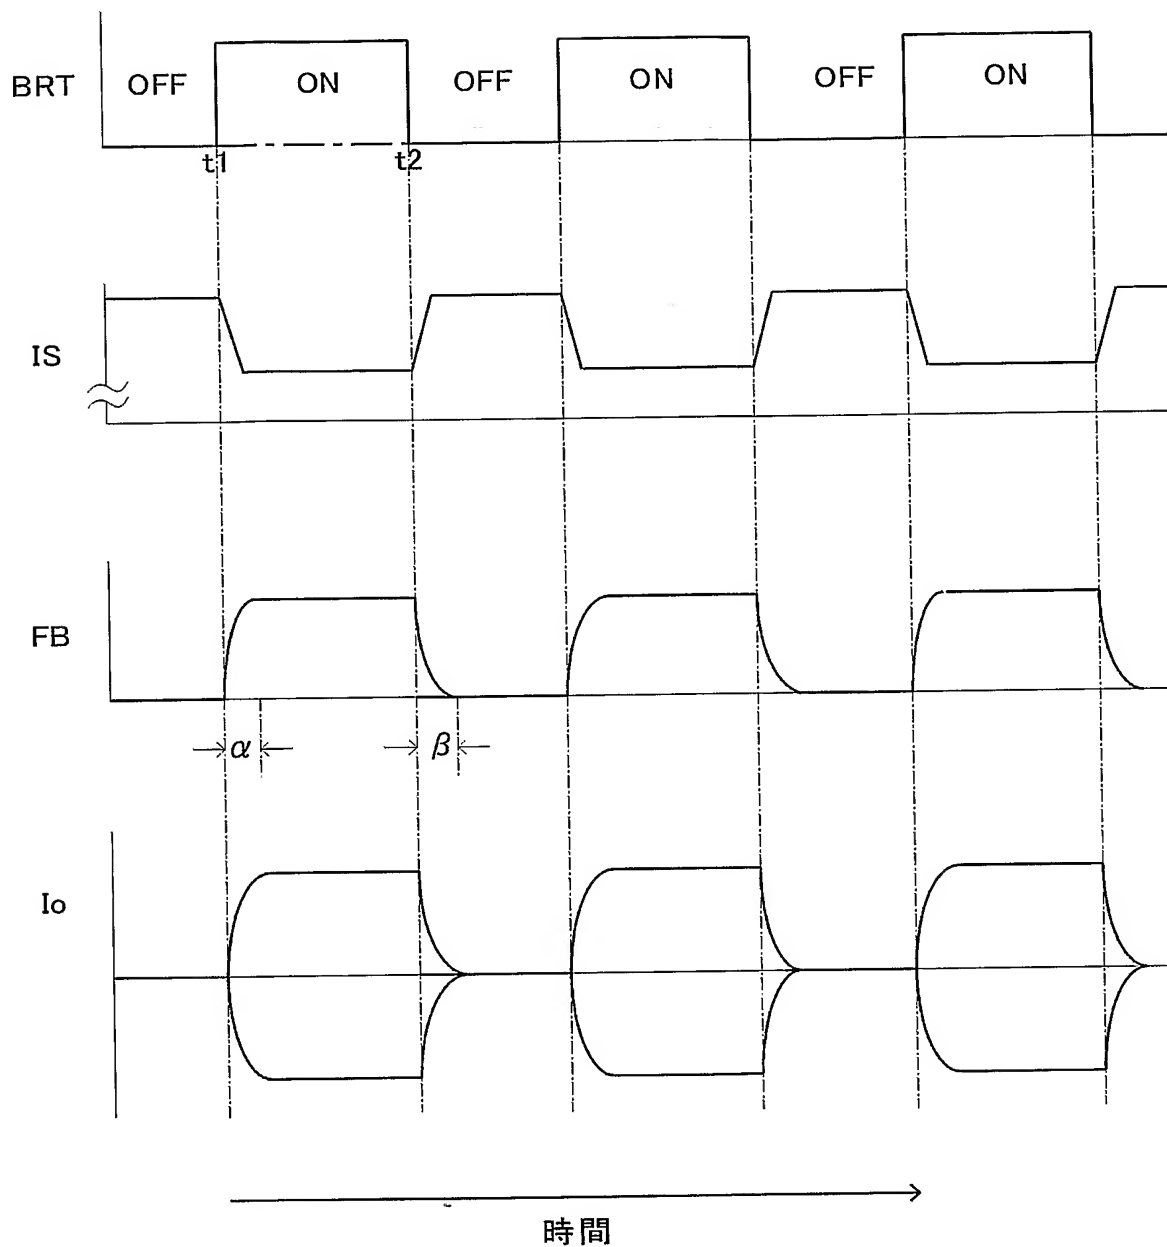 BRT OFF ON OFF ON OFF ON
t1 t2
IS
FB
α β
Io
時間